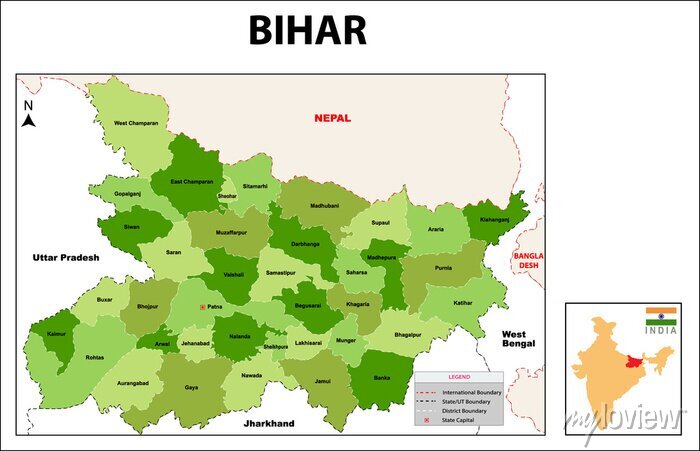 BIHAR
N
NEPAL
West Champaran
East Champaran
Sheohar
Sitamarhi
Gopalganj
Madhubani
Siwan
Muzaffarpur
Supaul
Araria
Kishanganj
Saran
Darbhanga
Madhepura
Uttar Pradesh
BANGLA
DESH
Vaishali
Samastipur
Saharsa
Purnia
Buxar
Bhojpur
Patna
Begusarai
Khagaria
Katihar
Kaimur
Rohtas
Arwal
Jehanabad
Nalanda
Sheikhpura
Lakhisarai
Munger
Bhagalpur
West
Bengal
Aurangabad
Gaya
Nawada
Jamui
Banka
Jharkhand
LEGEND
International Boundary
State/UT Boundary
District Boundary
State Capital
INDIA
myloview